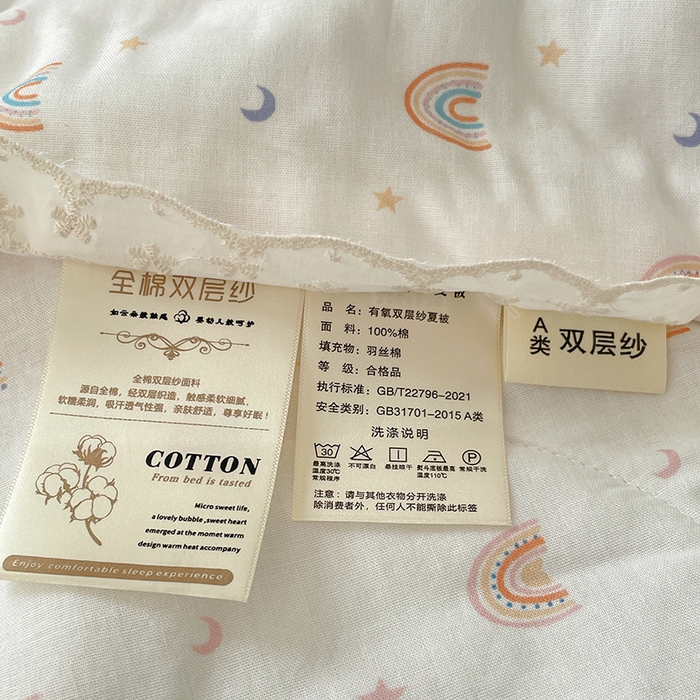 全棉双层纱
如云朵般触感 婴幼儿般呵护
全棉双层纱面料
源自全棉，经双层织造，触感柔软细腻，
软糯柔润，吸汗透气性强，亲肤舒适，尊享好眠！
COTTON
From bed is tasted
Micro sweet life,
a lovely bubble ,sweet heart
emerged at the momet warm
design warm heat accompany
Enjoy comfortable sleep experience
品 名：有氧双层纱夏被
面 料：100%棉
填充物：羽丝棉
等 级：合格品
执行标准：GB/T22796-2021
安全类别：GB31701-2015 A类
洗涤说明
30
最高洗涤温度30℃常规程序
不可漂白
悬挂晾干
熨斗底板最高温度110℃
P
常规干洗
注意：请与其他衣物分开洗涤
除消费者外，任何人不能撕除此标签
A类 双层纱